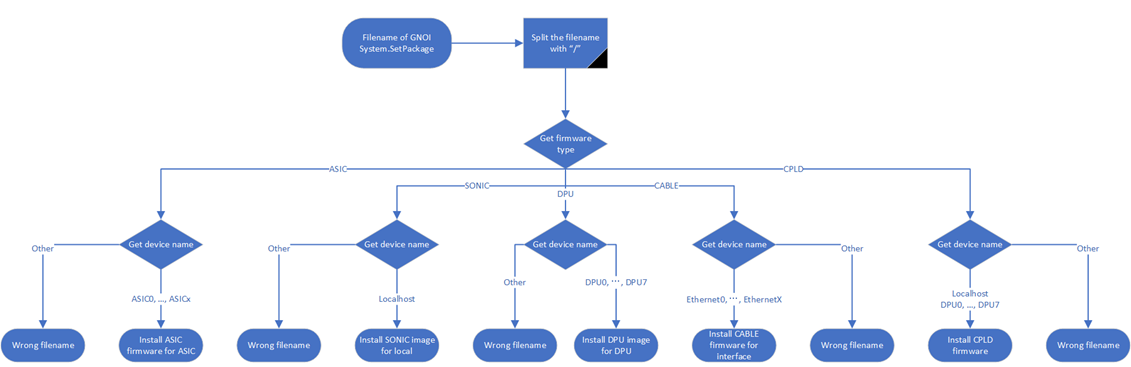 Filename of GNOI
System.SetPackage
Split the filename
with "/"
Get firmware
type
ASIC
SONIC
DPU
CABLE
CPLD
Other
Get device name
Other
Get device name
Get device name
Get device name
Other
Get device name
Other
Other
DPU0, ..., DPU7
ASIC0, ..., ASICx
Localhost
Ethernet0, ..., EthernetX
Localhost
DPU0, ..., DPU7
Wrong filename
Install ASIC
firmware for ASIC
Wrong filename
Install SONIC image
for local
Wrong filename
Install DPU Image
for DPU
Install CABLE
firmware for
interface
Wrong filename
Install CPLD
firmware
Wrong filename